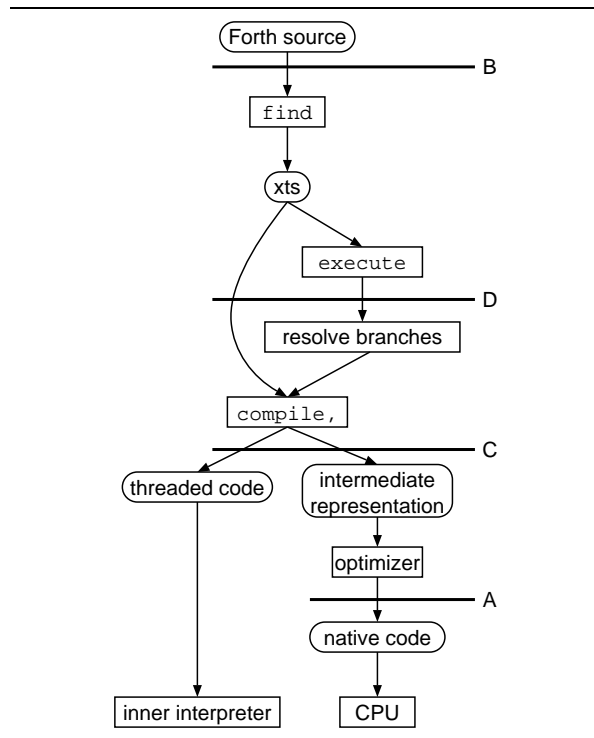 Forth source
B
find
xts
execute
D
resolve branches
compile,
C
threaded code
intermediate
representation
optimizer
A
native code
inner interpreter
CPU